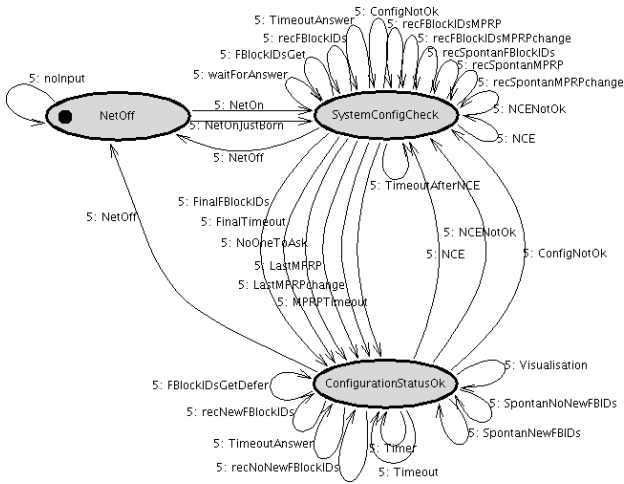 5: ConfigNotOk
5: TimeoutAnswer
5: recFBlockIDsMPRP
5: recFBlockIDs
5: recFBlockIDsMPRPchange
5: FBlockIDsGet
5: recSpontanFBlockIDs
5: recSpontanMPRP
5: waitForAnswer
5: recSpontanMPRPchange
5: noInput
5: NetOn
5: NCENotOk
NetOff
SystemConfigCheck
5: NetOnJustBorn
5: NCE
5: NetOff
5: TimeoutAfterNCE
5: FinalFBlockIDs
5: NetOff
5: FinalTimeout
5: NCENotOk
5: NoOneToAsk
5: NCE
5: ConfigNotOk
5: LastMPRP
5: LastMPRPchange
5: MPRPTimeout
5: Visualisation
5: FBlockIDsGetDefer
ConfigurationStatusOk
5: SpontanNoNewFBIDs
5: recNewFBlockIDs
5: SpontanNewFBIDs
5: TimeoutAnswer
5: Timer
5: recNoNewFBlockIDs
5: Timeout